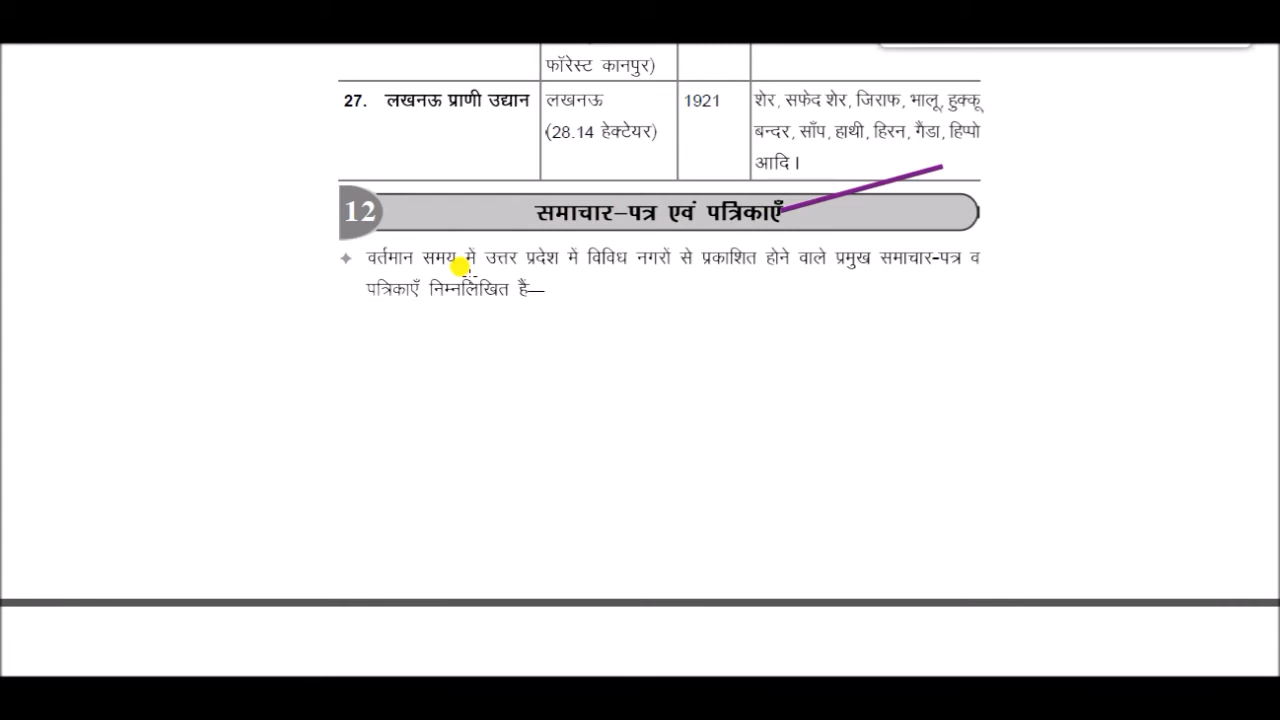 फॉरेस्ट कानपुर)
27. लखनऊ प्राणी उद्यान लखनऊ 1921 शेर, सफेद शेर, जिराफ, भालू, हुक्कू
(28.14 हेक्टेयर) बन्दर, साँप, हाथी, हिरन, गैंडा, हिप्पो
आदि।
12 समाचार-पत्र एवं पत्रिकाएँ
वर्तमान समय में उत्तर प्रदेश में विविध नगरों से प्रकाशित होने वाले प्रमुख समाचार-पत्र व
पत्रिकाएँ निम्नलिखित हैं—